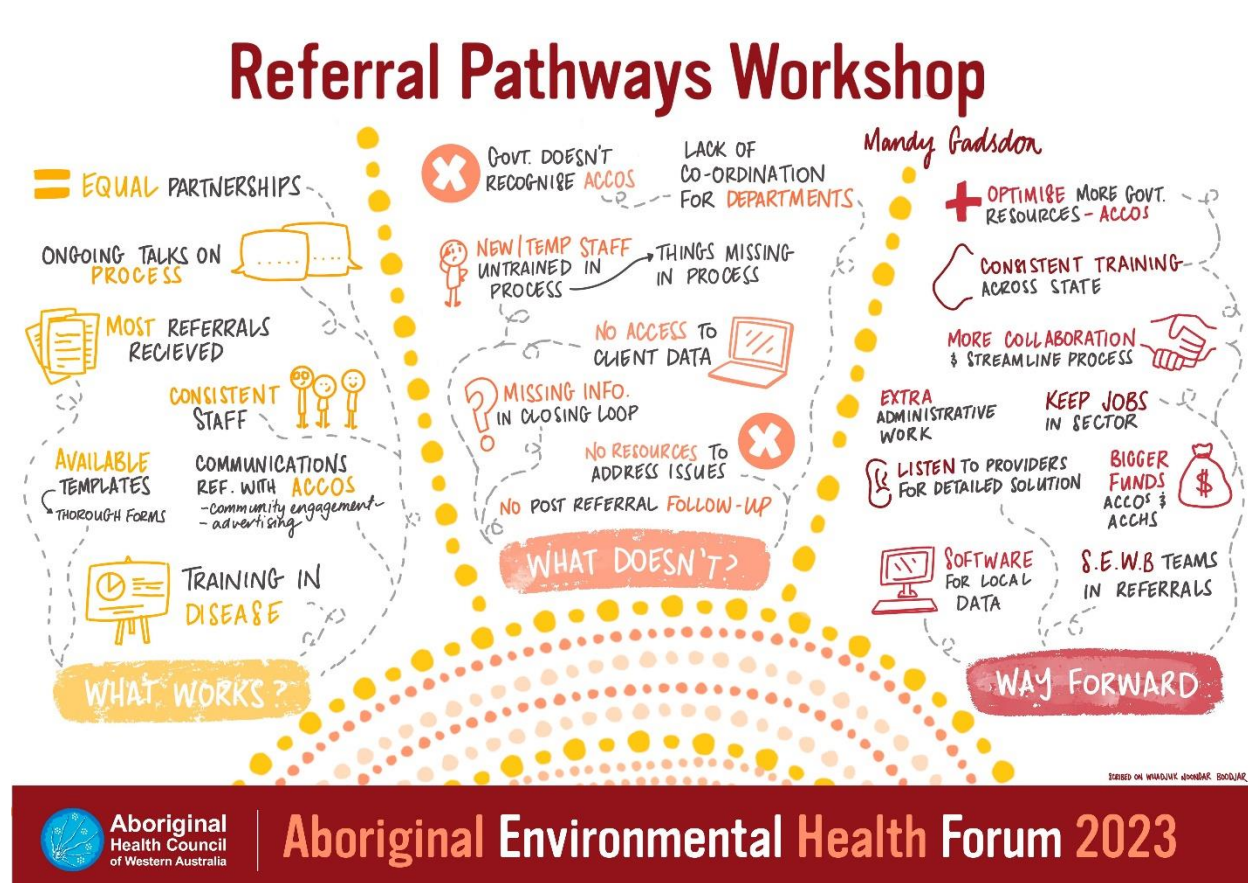 Referral Pathways Workshop
Mandy Gadsdon
= EQUAL PARTNERSHIPS
ONGOING TALKS ON
PROCESS
MOST REFERRALS
RECIEVED
CONSISTENT
STAFF
AVAILABLE
TEMPLATES
THOROUGH FORMS
COMMUNICATIONS
REF. WITH ACCOS
-community engagement
- advertising
TRAINING IN
DISEASE
WHAT WORKS?
GOVT. DOESN'T
RECOGNISE ACCOS
LACK OF
CO-ORDINATION
FOR DEPARTMENTS
NEW/TEMP STAFF
UNTRAINED IN
PROCESS
THINGS MISSING
IN PROCESS
NO ACCESS TO
CLIENT DATA
? MISSING INFO.
IN CLOSING LOOP
NO RESOURCES TO
ADDRESS ISSUES
NO POST REFERRAL FOLLOW-UP
WHAT DOESN'T?
+ OPTIMISE MORE GOVT.
RESOURCES - ACCOS
CONSISTENT TRAINING
ACROSS STATE
MORE COLLABORATION
& STREAMLINE PROCESS
EXTRA
ADMINISTRATIVE
WORK
KEEP JOBS
IN SECTOR
LISTEN TO PROVIDERS
FOR DETAILED SOLUTION
BIGGER
FUNDS
ACCOS &
ACCHS
$
SOFTWARE
FOR LOCAL
DATA
S.E.W.B TEAMS
IN REFERRALS
WAY FORWARD
SCRIBED ON WHADJUK NOONGAR BOODJAR
Aboriginal
Health Council
of Western Australia
Aboriginal Environmental Health Forum 2023